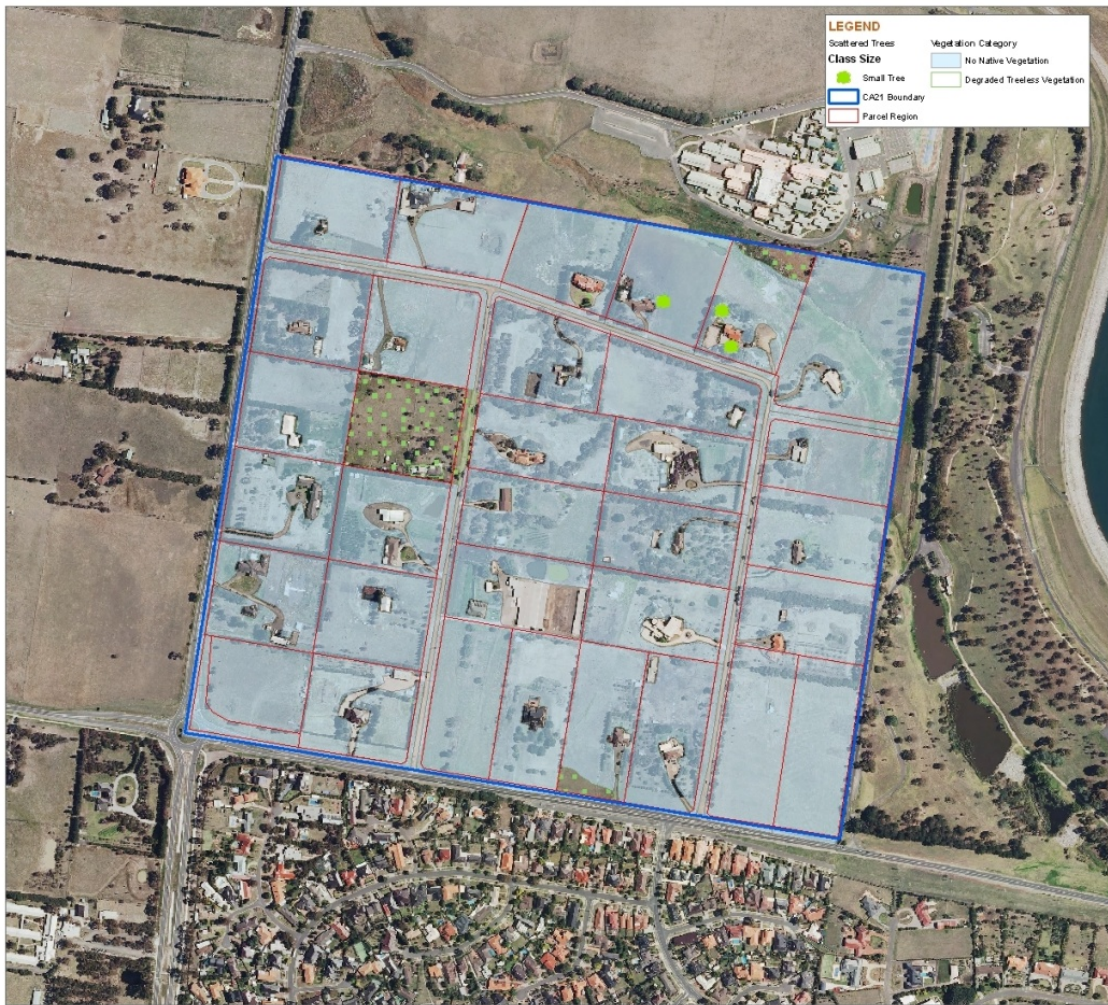 LEGEND
Scattered Trees
Class Size
Small Tree
CA21 Boundary
Parcel Region
Vegetation Category
No Native Vegetation
Degraded Treeless Vegetation